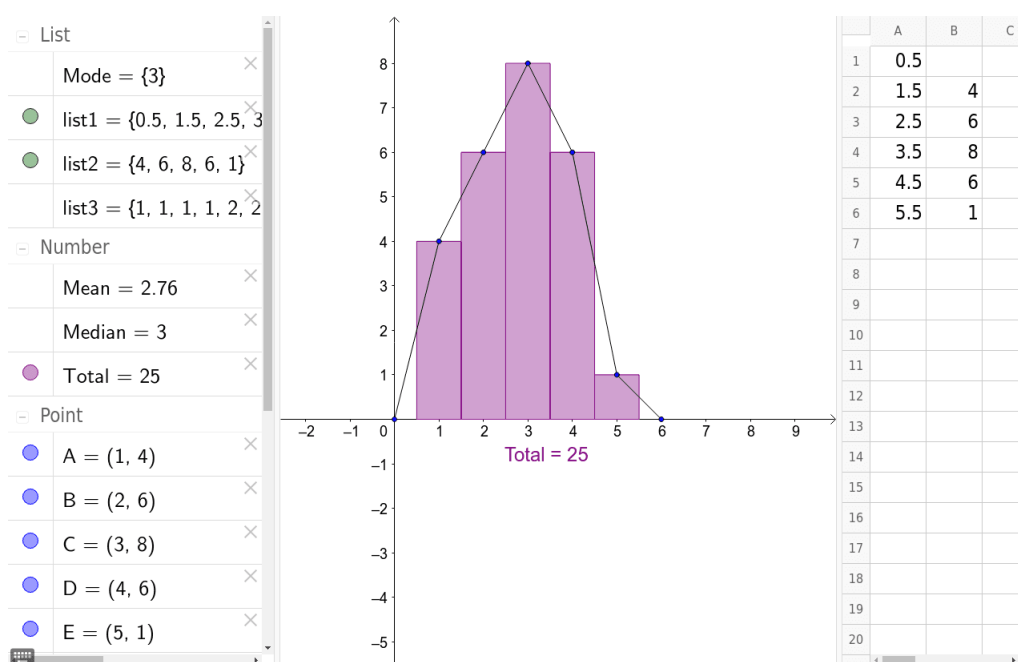 List
Mode = {3}
list1 = {0.5, 1.5, 2.5, 3
list2 = {4, 6, 8, 6, 1}
list3 = {1, 1, 1, 1, 2, 2
Number
Mean = 2.76
Median = 3
Total = 25
Point
A = (1, 4)
B = (2, 6)
C = (3, 8)
D = (4, 6)
E = (5, 1)
8
7
6
5
4
3
2
1
–2 –1 0 1 2 3 4 5 6 7 8 9
Total = 25
–1
–2
–3
–4
–5
A B C
1 0.5
2 1.5 4
3 2.5 6
4 3.5 8
5 4.5 6
6 5.5 1
7
8
9
10
11
12
13
14
15
16
17
18
19
20